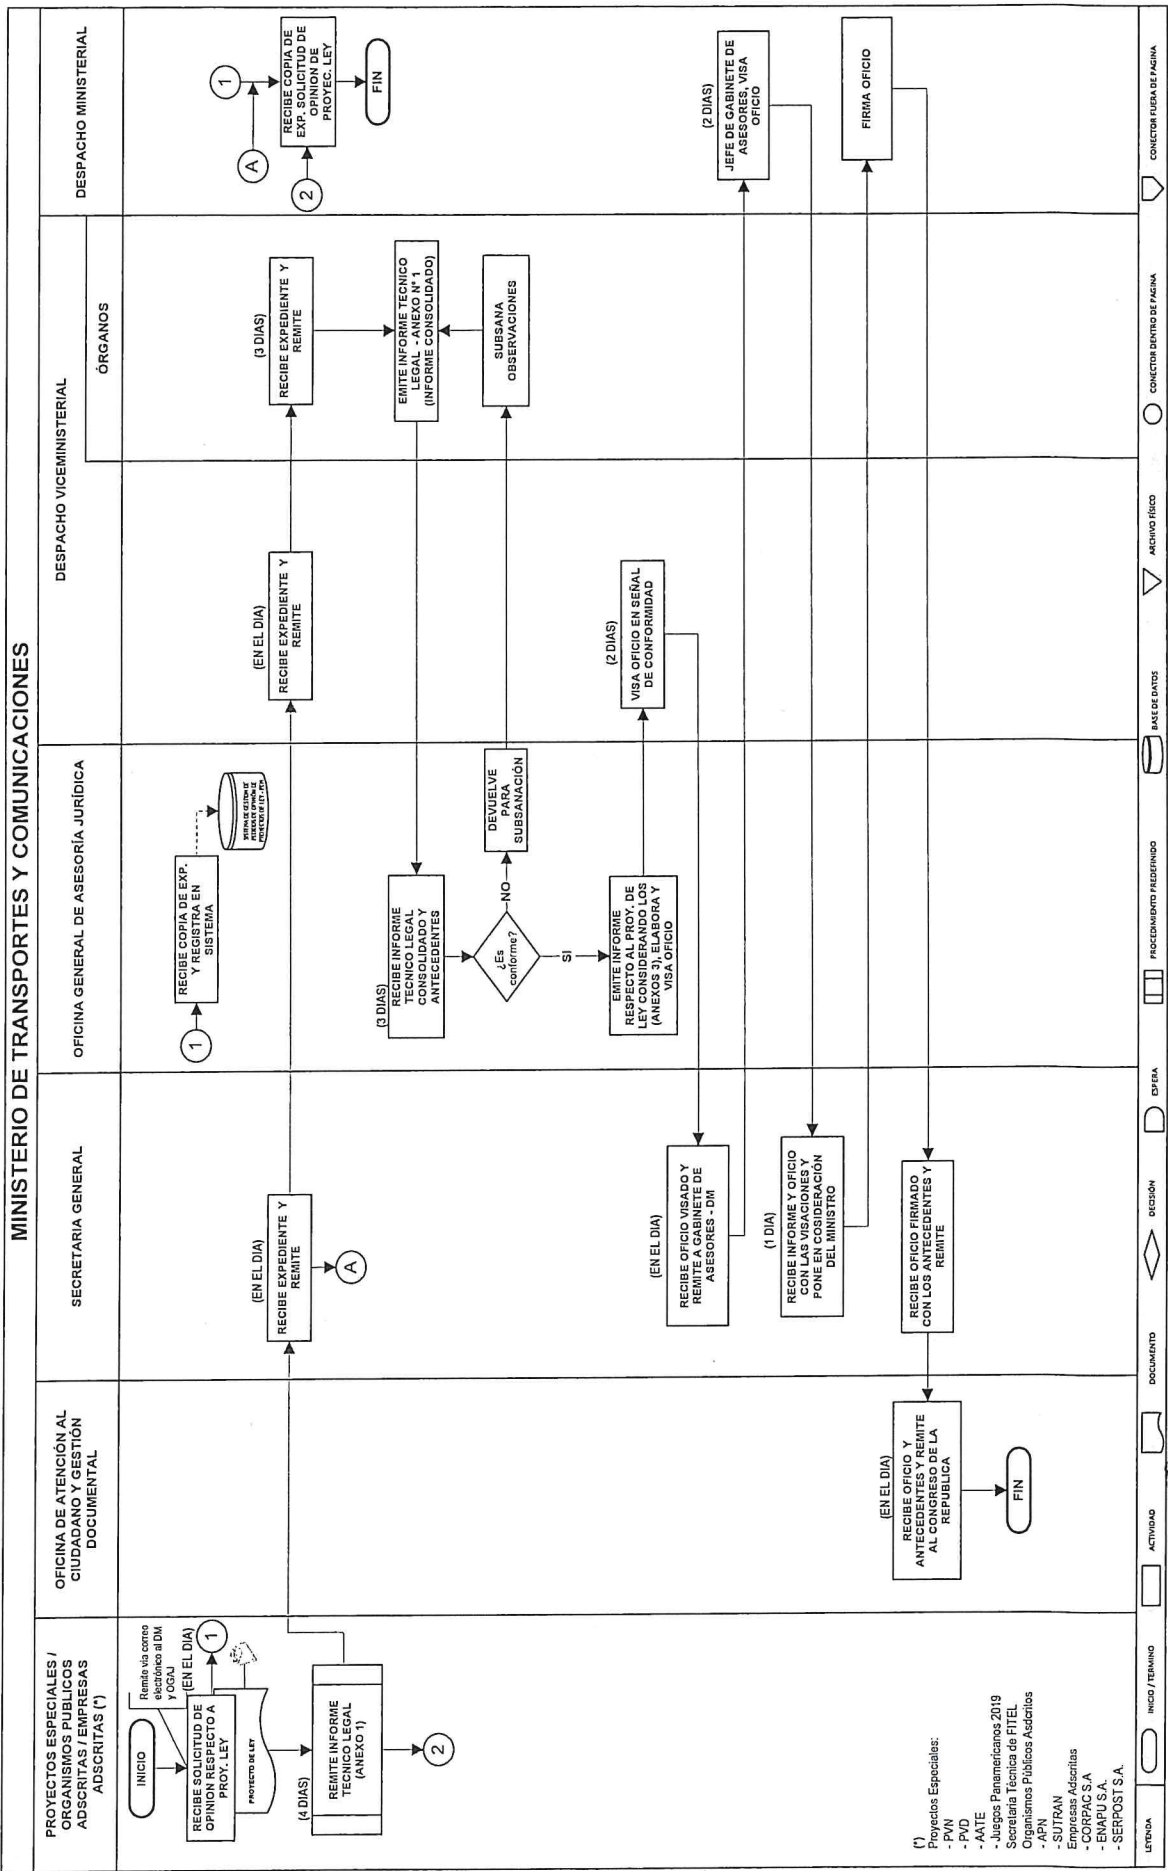 MINISTERIO DE TRANSPORTES Y COMUNICACIONES
PROYECTOS ESPECIALES /
ORGANISMOS PUBLICOS
ADSCRITAS / EMPRESAS
ADSCRITAS (*)
OFICINA DE ATENCIÓN AL
CIUDADANO Y GESTIÓN
DOCUMENTAL
SECRETARIA GENERAL
OFICINA GENERAL DE ASESORÍA JURÍDICA
DESPACHO VICEMINISTERIAL
ÓRGANOS
DESPACHO MINISTERIAL
INICIO
Remite via correo
electrónico al DM
y OGAJ
(EN EL DIA)
RECIBE SOLICITUD DE
OPINION RESPECTO A
PROY. LEY
1
PROYECTO DE LEY
(4 DIAS)
REMITE INFORME
TECNICO LEGAL
(ANEXO 1)
2
1
RECIBE COPIA DE EXP.
Y REGISTRA EN
SISTEMA
1
A
2
RECIBE COPIA DE
EXP. SOLICITUD DE
OPINION DE
PROYEC. LEY
FIN
(EN EL DIA)
RECIBE EXPEDIENTE Y
REMITE
A
(EN EL DIA)
RECIBE EXPEDIENTE Y
REMITE
(3 DIAS)
RECIBE EXPEDIENTE Y
REMITE
EMITE INFORME TECNICO
LEGAL - ANEXO N° 1
(INFORME CONSOLIDADO)
(3 DIAS)
RECIBE INFORME
TECNICO LEGAL
CONSOLIDADO Y
ANTECEDENTES
¿Es
conforme?
NO
DEVUELVE
PARA
SUBSANACIÓN
SUBSANA
OBSERVACIONES
SI
EMITE INFORME
RESPECTO AL PROY. DE
LEY CONSIDERANDO LOS
(ANEXOS 3), ELABORA Y
VISA OFICIO
(2 DIAS)
VISA OFICIO EN SEÑAL
DE CONFORMIDAD
(EN EL DIA)
RECIBE OFICIO VISADO Y
REMITE A GABINETE DE
ASESORES - DM
(2 DIAS)
JEFE DE GABINETE DE
ASESORES, VISA
OFICIO
(1 DIA)
RECIBE INFORME Y OFICIO
CON LAS VISACIONES Y
PONE EN COSIDERACIÓN
DEL MINISTRO
FIRMA OFICIO
RECIBE OFICIO FIRMADO
CON LOS ANTECEDENTES Y
REMITE
(EN EL DIA)
RECIBE OFICIO Y
ANTECEDENTES Y REMITE
AL CONGRESO DE LA
REPUBLICA
FIN
(*)
Proyectos Especiales:
- PVN
- PVD
- AATE
- Juegos Panamericanos 2019
Secretaria Técnica de FITEL
Organismos Públicos Asdcritos
- APN
- SUTRAN
Empresas Adscritas
- CORPAC S.A
- ENAPU S.A.
- SERPOST S.A.
LEYENDA
INICIO / TERMINO
ACTIVIDAD
DOCUMENTO
DECISIÓN
ESPERA
PROCEDIMIENTO PREDEFINIDO
BASE DE DATOS
ARCHIVO FÍSICO
CONECTOR DENTRO DE PAGINA
CONECTOR FUERA DE PAGINA